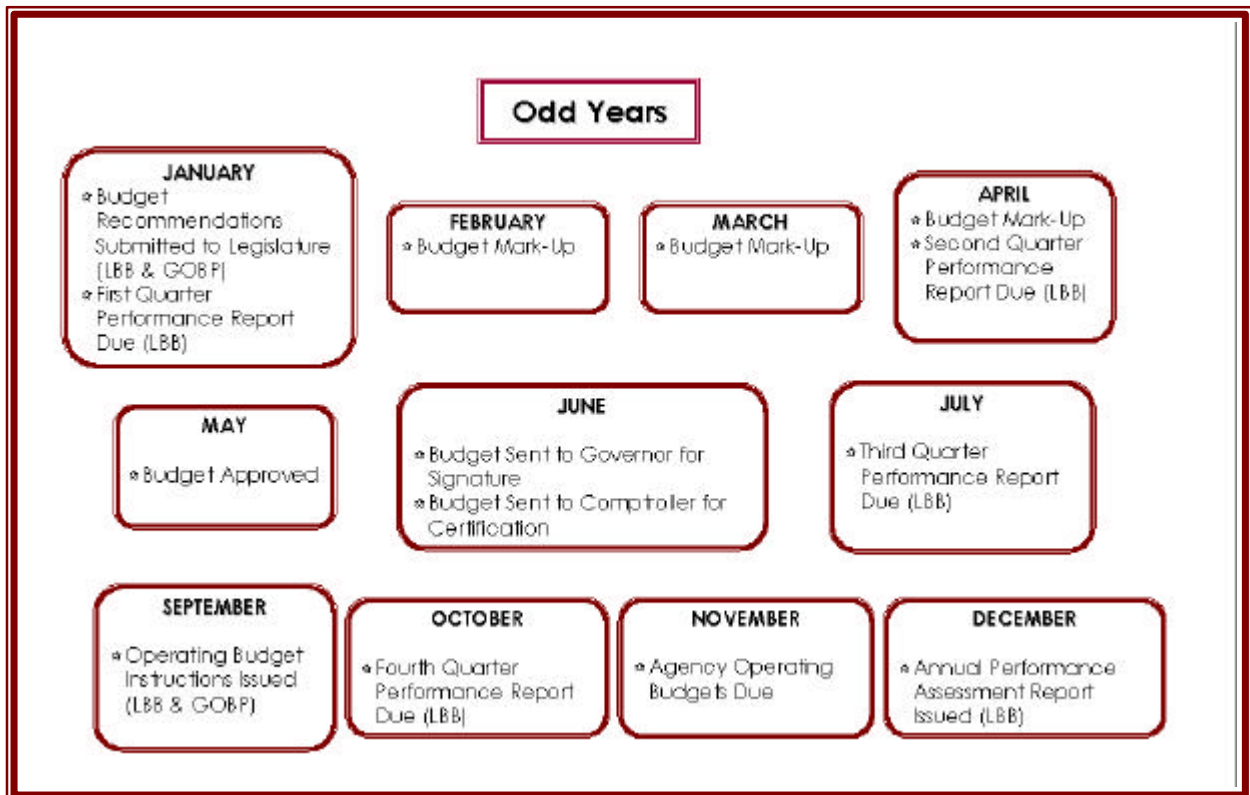 Odd Years
JANUARY
* Budget
Recommendations
Submitted to Legislature
(LBB & GOBP)
* First Quarter
Performance Report
Due (LBB)
FEBRUARY
* Budget Mark-Up
MARCH
* Budget Mark-Up
APRIL
* Budget Mark-Up
* Second Quarter
Performance
Report Due (LBB)
MAY
* Budget Approved
JUNE
* Budget Sent to Governor for
Signature
* Budget Sent to Comptroller for
Certification
JULY
* Third Quarter
Performance Report
Due (LBB)
SEPTEMBER
* Operating Budget
Instructions Issued
(LBB & GOBP)
OCTOBER
* Fourth Quarter
Performance Report
Due (LBB)
NOVEMBER
* Agency Operating
Budgets Due
DECEMBER
* Annual Performance
Assessment Report
Issued (LBB)